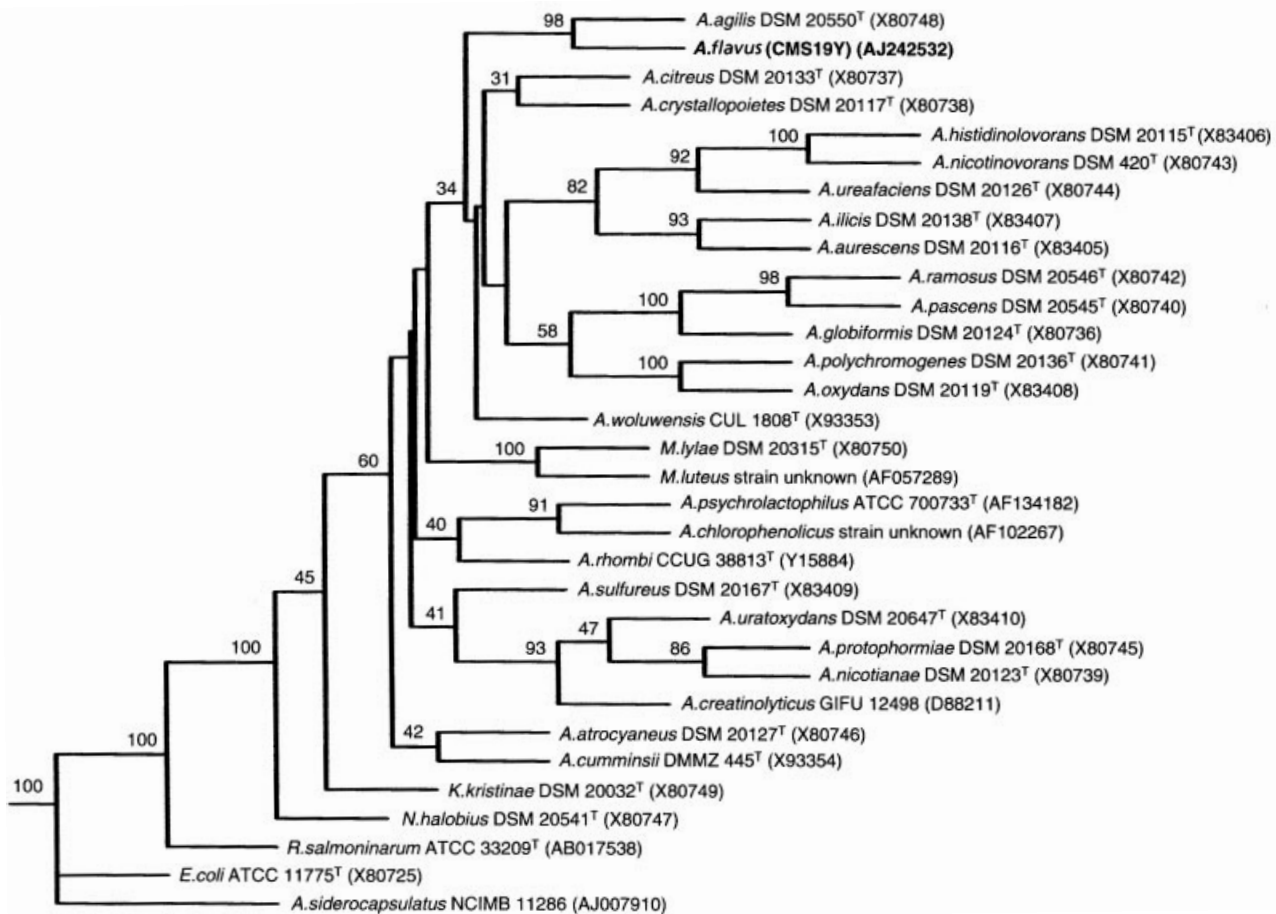 98
A.agilis DSM 20550ᵀ (X80748)
A.flavus (CMS19Y) (AJ242532)
31
A.citreus DSM 20133ᵀ (X80737)
A.crystallopoietes DSM 20117ᵀ (X80738)
100
A.histidinolovorans DSM 20115ᵀ (X83406)
92
A.nicotinovorans DSM 420ᵀ (X80743)
A.ureafaciens DSM 20126ᵀ (X80744)
34
82
93
A.ilicis DSM 20138ᵀ (X83407)
A.aurescens DSM 20116ᵀ (X83405)
98
A.ramosus DSM 20546ᵀ (X80742)
100
A.pascens DSM 20545ᵀ (X80740)
58
A.globiformis DSM 20124ᵀ (X80736)
100
A.polychromogenes DSM 20136ᵀ (X80741)
A.oxydans DSM 20119ᵀ (X83408)
A.woluwensis CUL 1808ᵀ (X93353)
100
M.lylae DSM 20315ᵀ (X80750)
60
M.luteus strain unknown (AF057289)
91
A.psychrolactophilus ATCC 700733ᵀ (AF134182)
40
A.chlorophenolicus strain unknown (AF102267)
A.rhombi CCUG 38813ᵀ (Y15884)
45
A.sulfureus DSM 20167ᵀ (X83409)
41
47
A.uratoxydans DSM 20647ᵀ (X83410)
100
93
86
A.protophormiae DSM 20168ᵀ (X80745)
A.nicotianae DSM 20123ᵀ (X80739)
A.creatinolyticus GIFU 12498 (D88211)
42
A.atrocyaneus DSM 20127ᵀ (X80746)
100
A.cumminsii DMMZ 445ᵀ (X93354)
100
K.kristinae DSM 20032ᵀ (X80749)
N.halobius DSM 20541ᵀ (X80747)
R.salmoninarum ATCC 33209ᵀ (AB017538)
E.coli ATCC 11775ᵀ (X80725)
A.siderocapsulatus NCIMB 11286 (AJ007910)